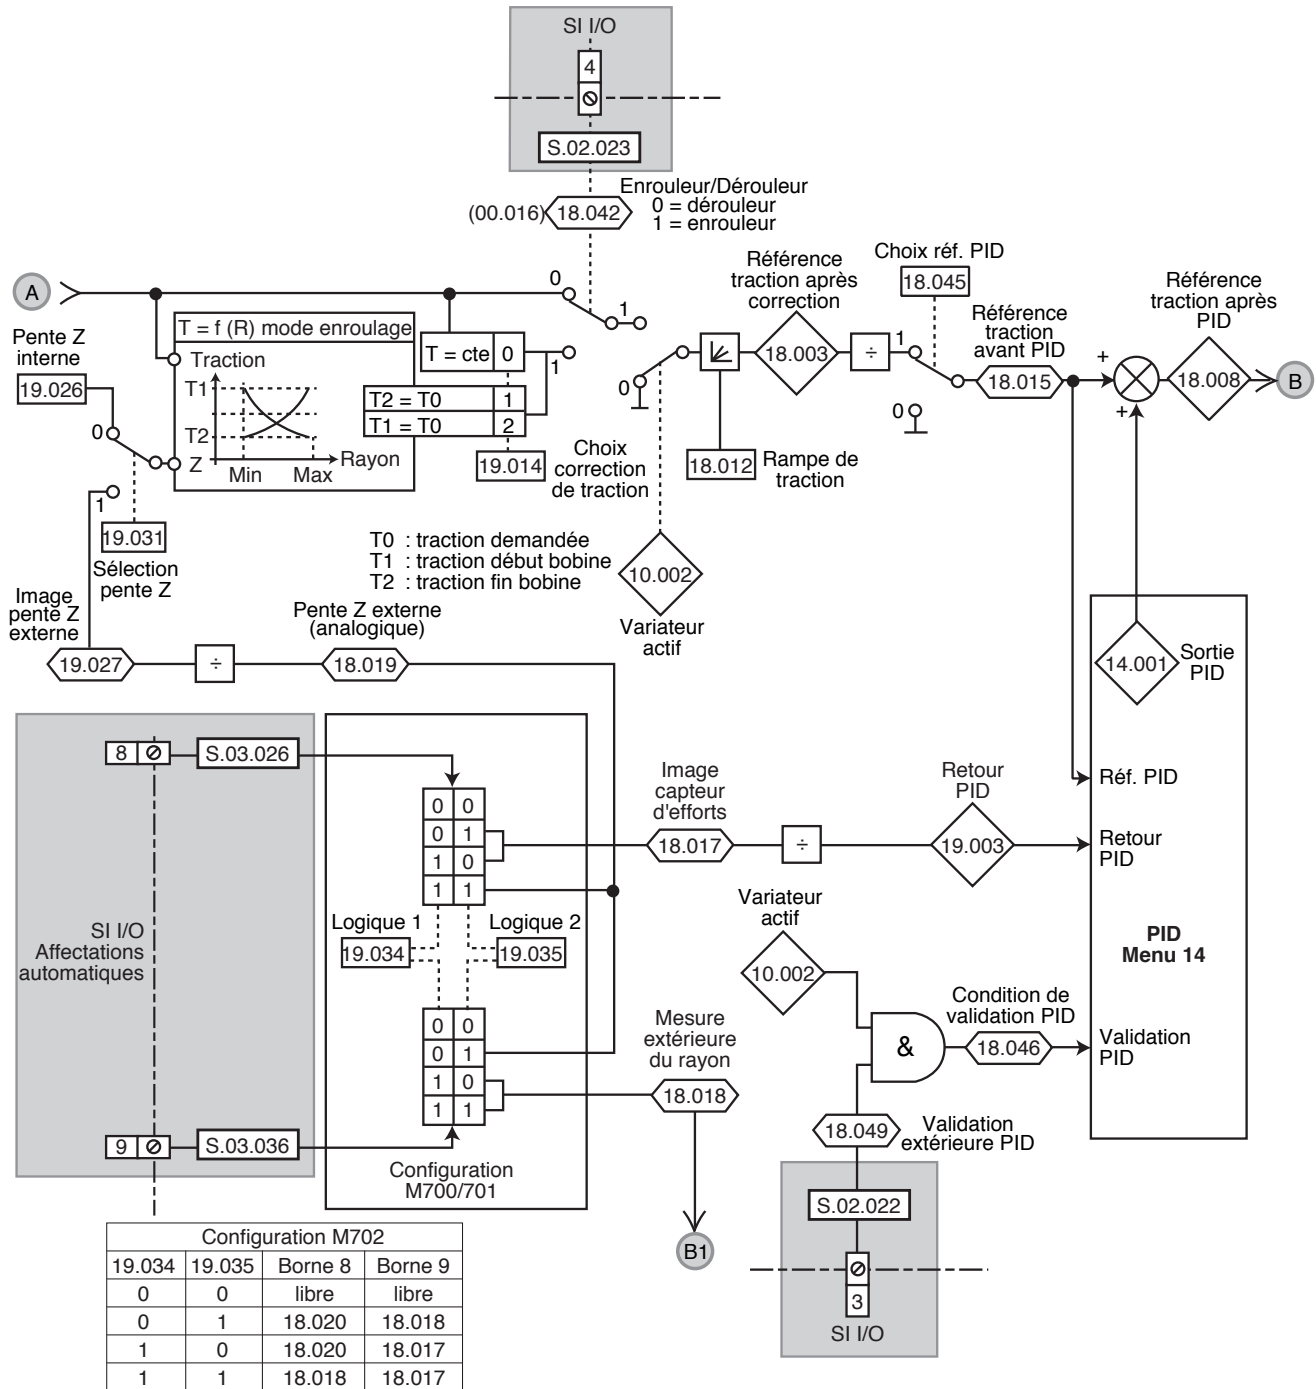 SI I/O
4
S.02.023
(00.016)
18.042
Enrouleur/Dérouleur
0 = dérouleur
1 = enrouleur
A
0
1
T = f (R) mode enroulage
Traction
T1
T2
Z
Min
Max
Rayon
Pente Z
interne
19.026
0
1
19.031
Sélection
pente Z
T = cte
0
T2 = T0
1
T1 = T0
2
1
19.014
Choix
correction
de traction
0
18.012
Rampe de
traction
Référence
traction après
correction
18.003
÷
Choix réf. PID
18.045
1
0
Référence
traction
avant PID
18.015
+
+
Référence
traction après
PID
18.008
B
T0 : traction demandée
T1 : traction début bobine
T2 : traction fin bobine
10.002
Variateur
actif
Image
pente Z
externe
19.027
÷
Pente Z externe
(analogique)
18.019
14.001
Sortie
PID
8
S.03.026
0 0
0 1
1 0
1 1
SI I/O
Affectations
automatiques
Logique 1
19.034
Logique 2
19.035
0 0
0 1
1 0
1 1
9
S.03.036
Configuration
M700/701
Image
capteur
d'efforts
18.017
÷
Retour
PID
19.003
Réf. PID
Retour
PID
PID
Menu 14
Validation
PID
Variateur
actif
10.002
&
Condition de
validation PID
18.046
Mesure
extérieure
du rayon
18.018
B1
18.049
Validation
extérieure PID
S.02.022
3
SI I/O
Configuration M702
19.034 19.035 Borne 8 Borne 9
0 0 libre libre
0 1 18.020 18.018
1 0 18.020 18.017
1 1 18.018 18.017